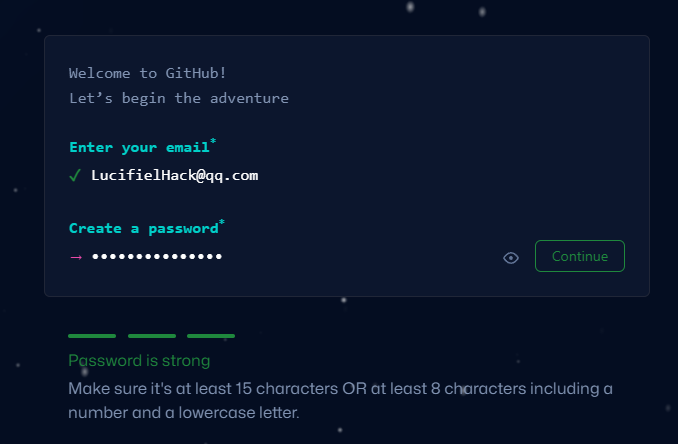 Welcome to GitHub!
Let’s begin the adventure
Enter your email*
✓ LucifielHack@qq.com
Create a password*
→ •••••••••••••••
Continue
Password is strong
Make sure it's at least 15 characters OR at least 8 characters including a
number and a lowercase letter.